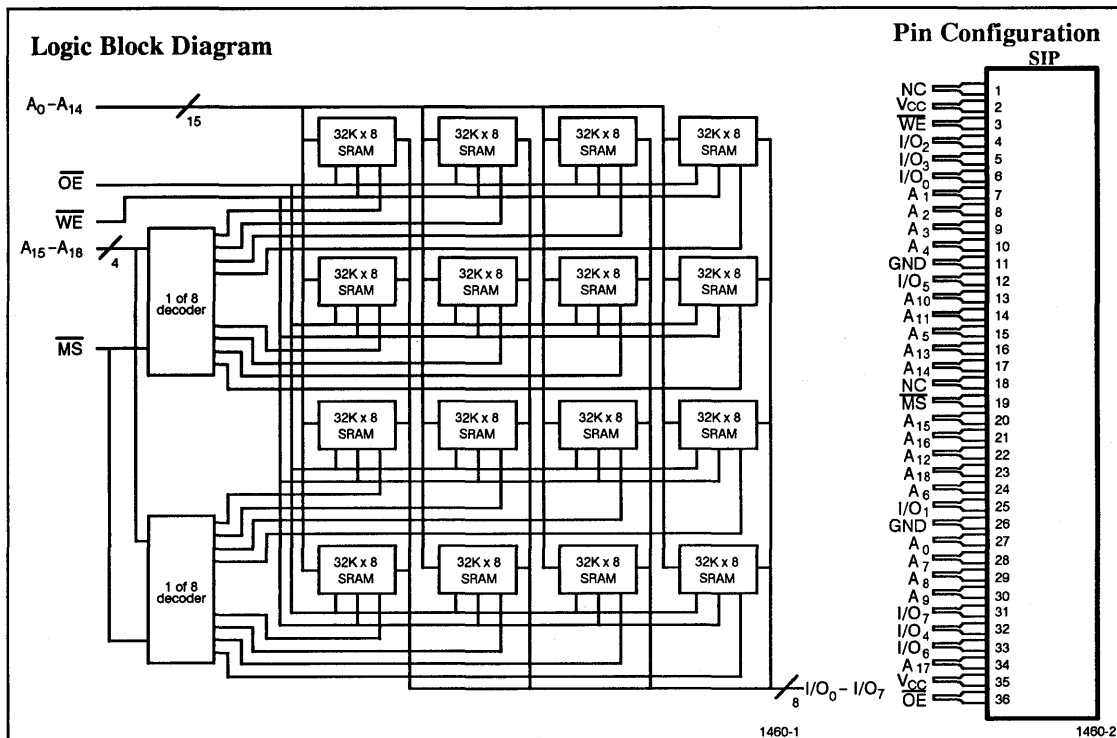 Logic Block Diagram
A0–A14
15
OE
WE
A15–A18
4
MS
1 of 8
decoder
1 of 8
decoder
32K x 8
SRAM
32K x 8
SRAM
32K x 8
SRAM
32K x 8
SRAM
32K x 8
SRAM
32K x 8
SRAM
32K x 8
SRAM
32K x 8
SRAM
32K x 8
SRAM
32K x 8
SRAM
32K x 8
SRAM
32K x 8
SRAM
32K x 8
SRAM
32K x 8
SRAM
32K x 8
SRAM
32K x 8
SRAM
8
I/O0 – I/O7
1460-1
Pin Configuration
SIP
NC 1
VCC 2
WE 3
I/O2 4
I/O3 5
I/O0 6
A1 7
A2 8
A3 9
A4 10
GND 11
I/O5 12
A10 13
A11 14
A5 15
A13 16
A14 17
NC 18
MS 19
A15 20
A16 21
A12 22
A18 23
A6 24
I/O1 25
GND 26
A0 27
A7 28
A8 29
A9 30
I/O7 31
I/O4 32
I/O6 33
A17 34
VCC 35
OE 36
1460-2